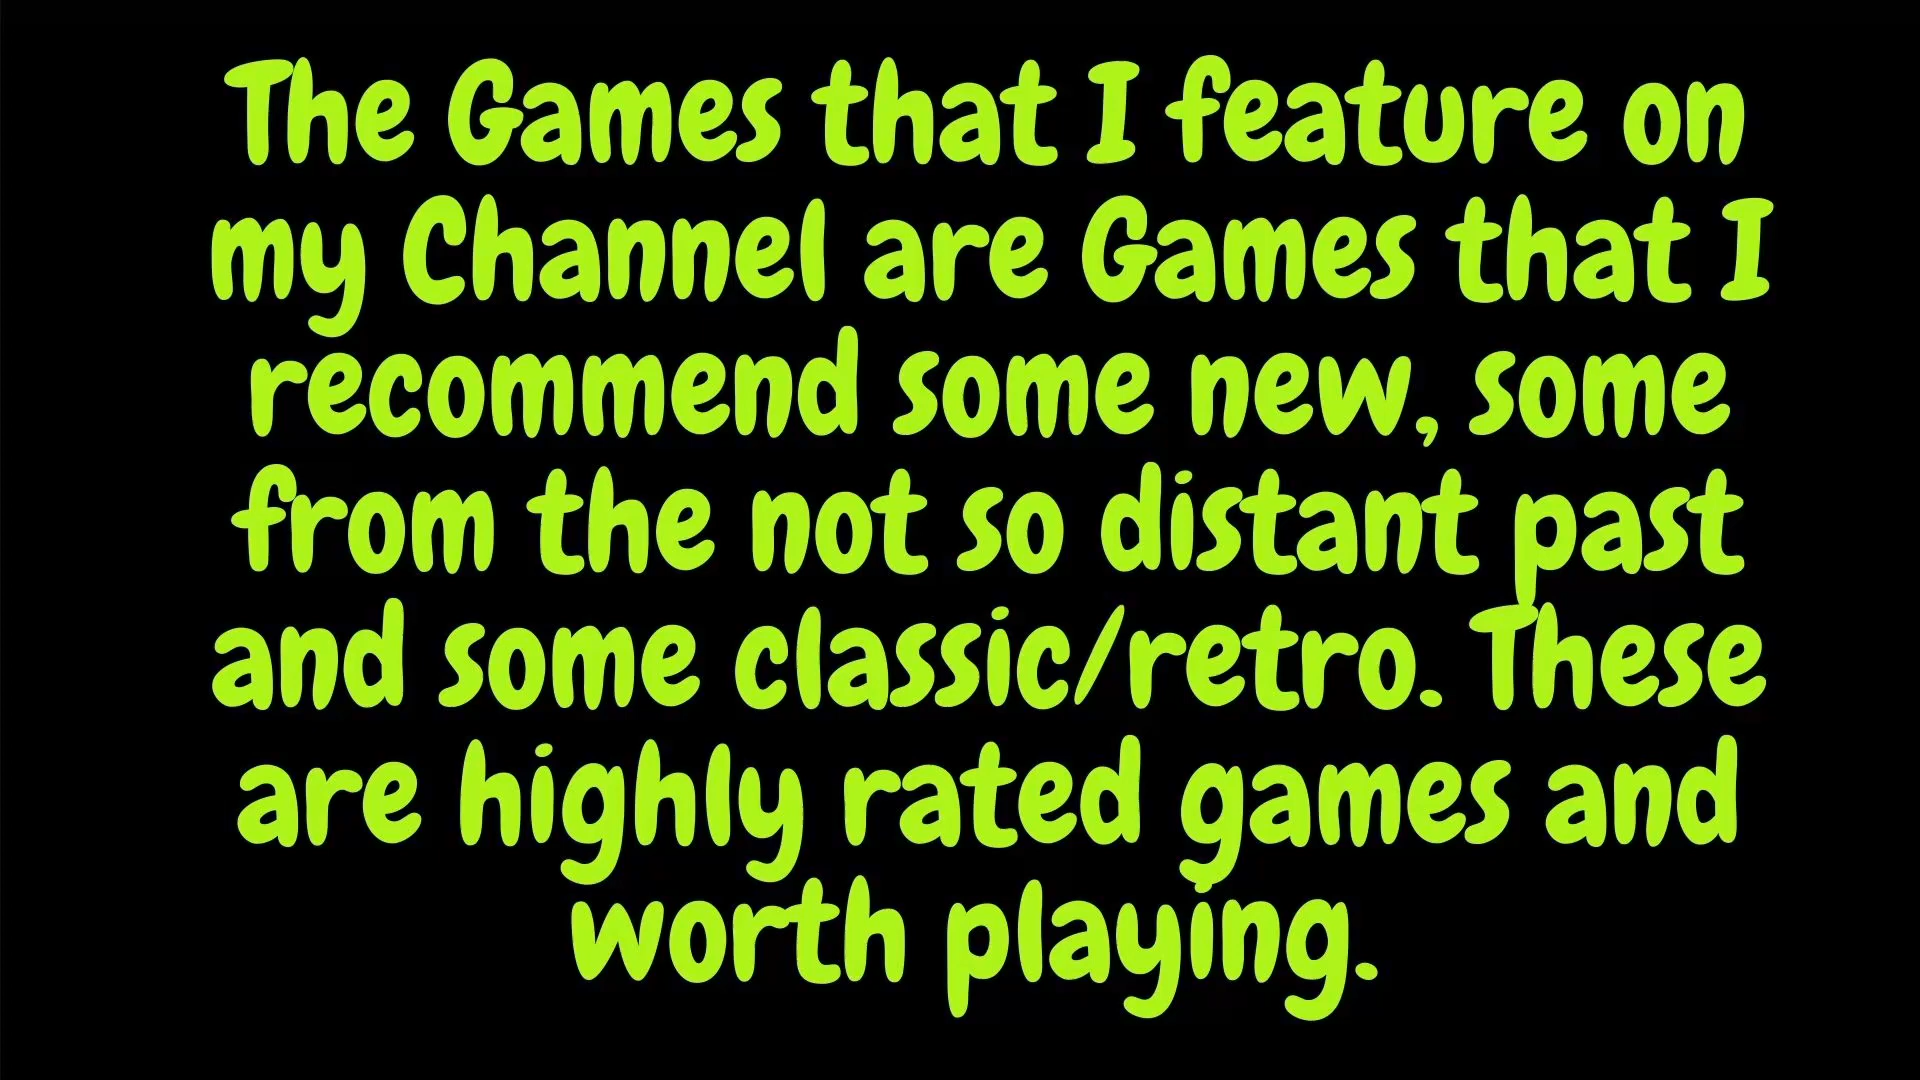 The Games that I feature on
my Channel are Games that I
recommend some new, some
from the not so distant past
and some classic/retro. These
are highly rated games and
worth playing.